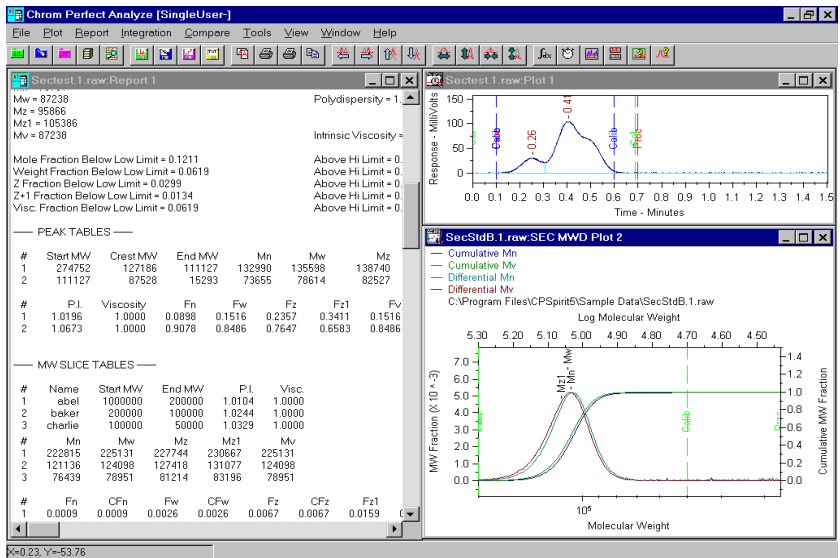 Chrom Perfect Analyze [SingleUser-]
File Plot Report Integration Compare Tools View Window Help
Sectest.1.raw:Report 1
Mw = 87238 Polydispersity = 1.
Mz = 95866
Mz1 = 105386
Mv = 87238 Intrinsic Viscosity =
Mole Fraction Below Low Limit = 0.1211 Above Hi Limit = 0.
Weight Fraction Below Low Limit = 0.0619 Above Hi Limit = 0.
Z Fraction Below Low Limit = 0.0299 Above Hi Limit = 0.
Z+1 Fraction Below Low Limit = 0.0134 Above Hi Limit = 0.
Visc. Fraction Below Low Limit = 0.0619 Above Hi Limit = 0.
PEAK TABLES
# Start MW Crest MW End MW Mn Mw Mz
1 274752 127186 111127 132990 135598 138740
2 111127 87528 15293 73655 78614 82527
# P.I. Viscosity Fn Fw Fz Fz1 Fv
1 1.0196 1.0000 0.0898 0.1516 0.2357 0.3411 0.1516
2 1.0673 1.0000 0.9078 0.8486 0.7647 0.6583 0.8486
MW SLICE TABLES
# Name Start MW End MW P.I. Visc.
1 abel 1000000 200000 1.0104 1.0000
2 baker 200000 100000 1.0244 1.0000
3 charlie 100000 50000 1.0329 1.0000
# Mn Mw Mz Mz1 Mv
1 222815 225131 227744 230667 225131
2 121136 124098 127418 131077 124098
3 76439 78951 81214 83196 78951
# Fn CFn Fw CFw Fz CFz Fz1
1 0.0009 0.0009 0.0026 0.0026 0.0067 0.0067 0.0159
Sectest.1.raw:Plot 1
Response - MilliVolts
150
100
50
0
Calib
0.26
0.41
Calib
0.0 0.1 0.2 0.3 0.4 0.5 0.6 0.7 0.8 0.9 1.0 1.1 1.2 1.3 1.4 1.5
Time - Minutes
SecStdB.1.raw:SEC MWD Plot 2
Cumulative Mn
Cumulative Mv
Differential Mn
Differential Mv
C:\Program Files\CPSpirit5\Sample Data\SecStdB.1.raw
Log Molecular Weight
5.30 5.20 5.10 5.00 4.90 4.80 4.70 4.60 4.50 4.40
MW Fraction (X 10 ^ -3)
7.0
6.0
5.0
4.0
3.0
2.0
1.0
0.0
Mz1
Mn
Mw
Calib
1.4
1.2
1.0
0.8
0.6
0.4
0.2
0.0
Cumulative MW Fraction
10⁵
Molecular Weight
X=0.23, Y=-53.76